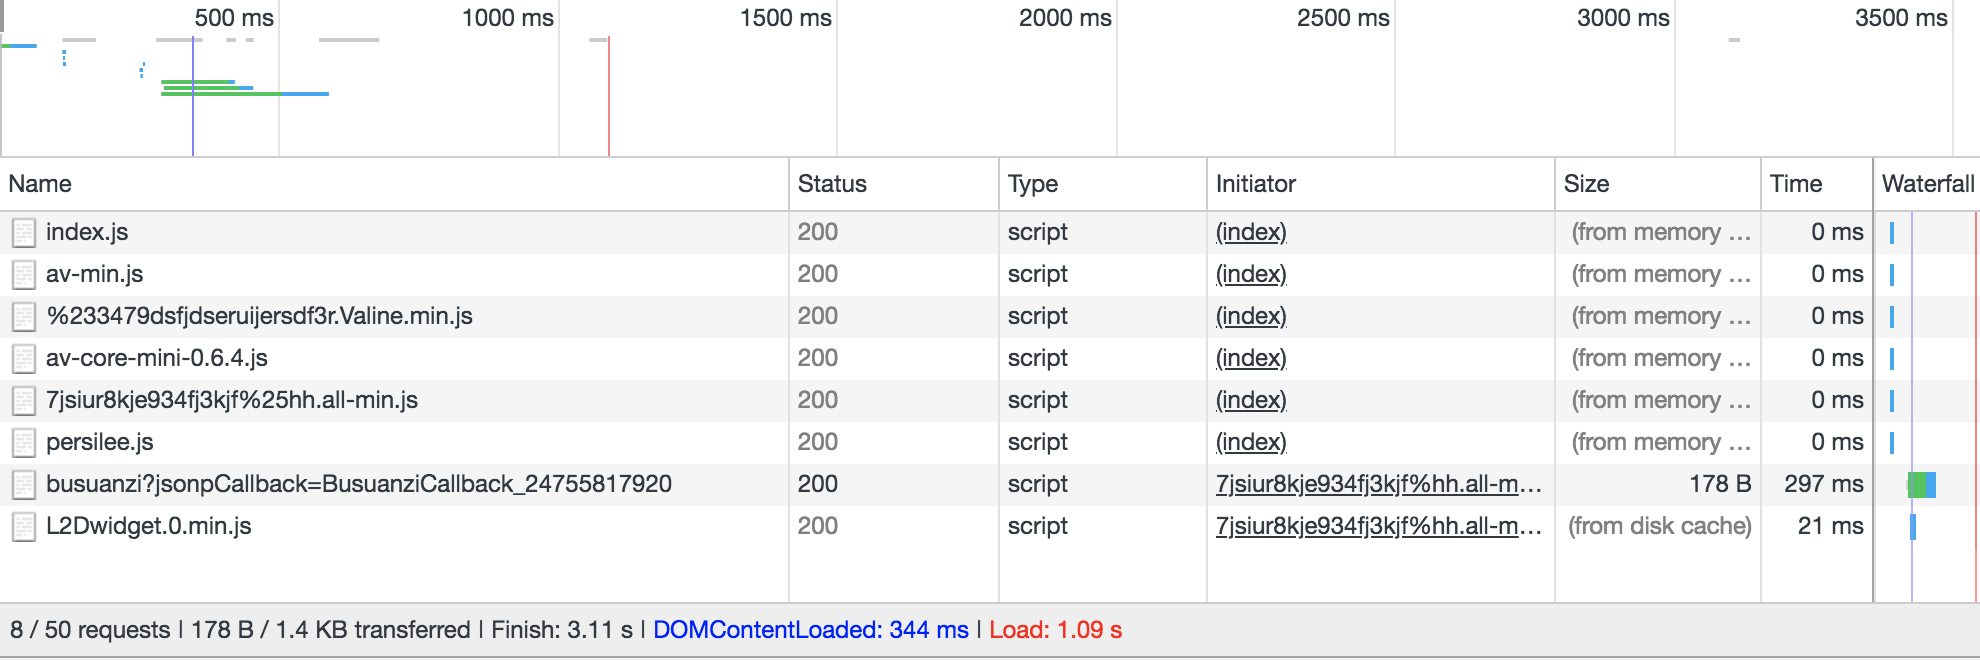 500 ms 1000 ms 1500 ms 2000 ms 2500 ms 3000 ms 3500 ms
Name Status Type Initiator Size Time Waterfall
index.js 200 script (index) (from memory ... 0 ms
av-min.js 200 script (index) (from memory ... 0 ms
%233479dsfjdseruijersdf3r.Valine.min.js 200 script (index) (from memory ... 0 ms
av-core-mini-0.6.4.js 200 script (index) (from memory ... 0 ms
7jsiur8kje934fj3kjf%25hh.all-min.js 200 script (index) (from memory ... 0 ms
persilee.js 200 script (index) (from memory ... 0 ms
busuanzi?jsonpCallback=BusuanziCallback_24755817920 200 script 7jsiur8kje934fj3kjf%hh.all-m... 178 B 297 ms
L2Dwidget.0.min.js 200 script 7jsiur8kje934fj3kjf%hh.all-m... (from disk cache) 21 ms
8 / 50 requests | 178 B / 1.4 KB transferred | Finish: 3.11 s | DOMContentLoaded: 344 ms | Load: 1.09 s